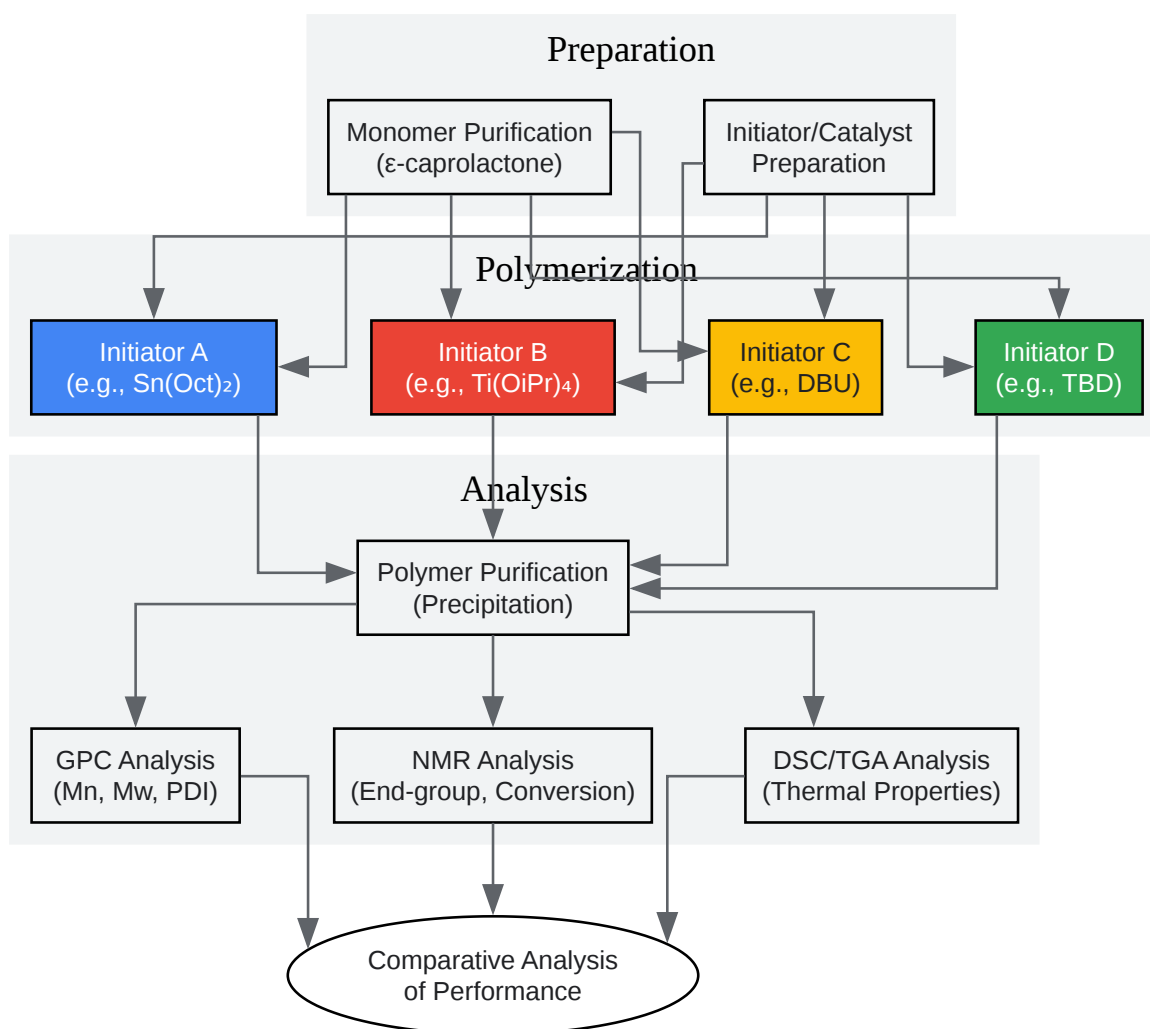 Preparation
Monomer Purification
(ε-caprolactone)
Initiator/Catalyst
Preparation
Polymerization
Initiator A
(e.g., Sn(Oct)₂)
Initiator B
(e.g., Ti(OiPr)₄)
Initiator C
(e.g., DBU)
Initiator D
(e.g., TBD)
Analysis
Polymer Purification
(Precipitation)
GPC Analysis
(Mn, Mw, PDI)
NMR Analysis
(End-group, Conversion)
DSC/TGA Analysis
(Thermal Properties)
Comparative Analysis
of Performance